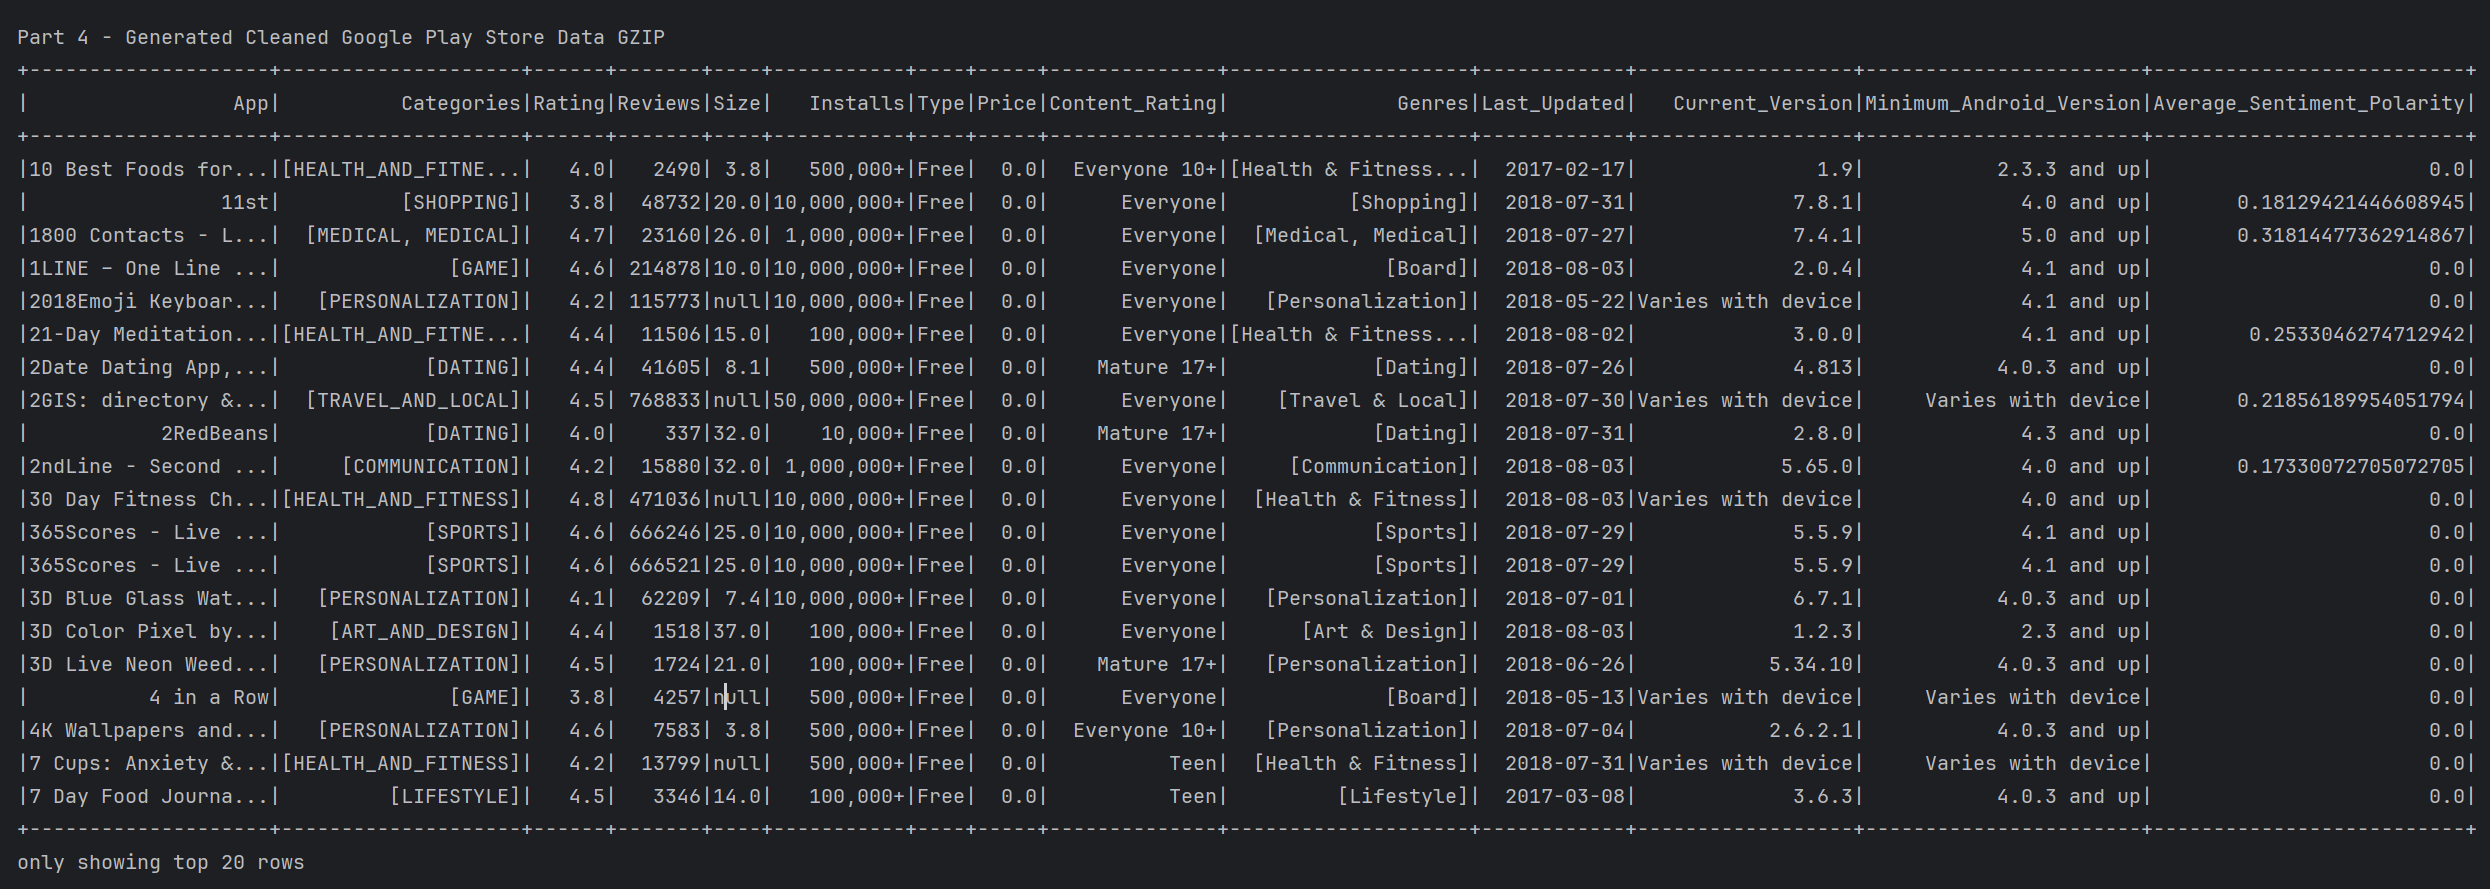 Part 4 - Generated Cleaned Google Play Store Data GZIP
+--------------------+--------------------+------+-------+----+-----------+----+-----+--------------+--------------------+------------+------------------+-----------------------+--------------------------+
|                 App|          Categories|Rating|Reviews|Size|   Installs|Type|Price|Content_Rating|              Genres|Last_Updated|   Current_Version|Minimum_Android_Version|Average_Sentiment_Polarity|
+--------------------+--------------------+------+-------+----+-----------+----+-----+--------------+--------------------+------------+------------------+-----------------------+--------------------------+
|10 Best Foods for...|[HEALTH_AND_FITNE...|   4.0|   2490| 3.8|   500,000+|Free|  0.0|  Everyone 10+|[Health & Fitness...|  2017-02-17|               1.9|           2.3.3 and up|                       0.0|
|                11st|          [SHOPPING]|   3.8|  48732|20.0|10,000,000+|Free|  0.0|      Everyone|          [Shopping]|  2018-07-31|             7.8.1|             4.0 and up|       0.18129421446608945|
|1800 Contacts - L...|  [MEDICAL, MEDICAL]|   4.7|  23160|26.0| 1,000,000+|Free|  0.0|      Everyone|  [Medical, Medical]|  2018-07-27|             7.4.1|             5.0 and up|       0.31814477362914867|
|1LINE – One Line ...|              [GAME]|   4.6| 214878|10.0|10,000,000+|Free|  0.0|      Everyone|             [Board]|  2018-08-03|             2.0.4|             4.1 and up|                       0.0|
|2018Emoji Keyboar...|   [PERSONALIZATION]|   4.2| 115773|null|10,000,000+|Free|  0.0|      Everyone|   [Personalization]|  2018-05-22|Varies with device|             4.1 and up|                       0.0|
|21-Day Meditation...|[HEALTH_AND_FITNE...|   4.4|  11506|15.0|   100,000+|Free|  0.0|      Everyone|[Health & Fitness...|  2018-08-02|             3.0.0|             4.1 and up|        0.2533046274712942|
|2Date Dating App,...|            [DATING]|   4.4|  41605| 8.1|   500,000+|Free|  0.0|    Mature 17+|            [Dating]|  2018-07-26|             4.813|           4.0.3 and up|                       0.0|
|2GIS: directory &...|  [TRAVEL_AND_LOCAL]|   4.5| 768833|null|50,000,000+|Free|  0.0|      Everyone|    [Travel & Local]|  2018-07-30|Varies with device|     Varies with device|       0.21856189954051794|
|           2RedBeans|            [DATING]|   4.0|    337|32.0|    10,000+|Free|  0.0|    Mature 17+|            [Dating]|  2018-07-31|             2.8.0|             4.3 and up|                       0.0|
|2ndLine - Second ...|     [COMMUNICATION]|   4.2|  15880|32.0| 1,000,000+|Free|  0.0|      Everyone|     [Communication]|  2018-08-03|            5.65.0|             4.0 and up|       0.17330072705072705|
|30 Day Fitness Ch...|[HEALTH_AND_FITNESS]|   4.8| 471036|null|10,000,000+|Free|  0.0|      Everyone|  [Health & Fitness]|  2018-08-03|Varies with device|             4.0 and up|                       0.0|
|365Scores - Live ...|            [SPORTS]|   4.6| 666246|25.0|10,000,000+|Free|  0.0|      Everyone|            [Sports]|  2018-07-29|             5.5.9|             4.1 and up|                       0.0|
|365Scores - Live ...|            [SPORTS]|   4.6| 666521|25.0|10,000,000+|Free|  0.0|      Everyone|            [Sports]|  2018-07-29|             5.5.9|             4.1 and up|                       0.0|
|3D Blue Glass Wat...|   [PERSONALIZATION]|   4.1|  62209| 7.4|10,000,000+|Free|  0.0|      Everyone|   [Personalization]|  2018-07-01|             6.7.1|           4.0.3 and up|                       0.0|
|3D Color Pixel by...|    [ART_AND_DESIGN]|   4.4|   1518|37.0|   100,000+|Free|  0.0|      Everyone|      [Art & Design]|  2018-08-03|             1.2.3|             2.3 and up|                       0.0|
|3D Live Neon Weed...|   [PERSONALIZATION]|   4.5|   1724|21.0|   100,000+|Free|  0.0|    Mature 17+|   [Personalization]|  2018-06-26|           5.34.10|           4.0.3 and up|                       0.0|
|          4 in a Row|              [GAME]|   3.8|   4257|null|   500,000+|Free|  0.0|      Everyone|             [Board]|  2018-05-13|Varies with device|     Varies with device|                       0.0|
|4K Wallpapers and...|   [PERSONALIZATION]|   4.6|   7583| 3.8|   500,000+|Free|  0.0|  Everyone 10+|   [Personalization]|  2018-07-04|           2.6.2.1|           4.0.3 and up|                       0.0|
|7 Cups: Anxiety &...|[HEALTH_AND_FITNESS]|   4.2|  13799|null|   500,000+|Free|  0.0|          Teen|  [Health & Fitness]|  2018-07-31|Varies with device|     Varies with device|                       0.0|
|7 Day Food Journa...|         [LIFESTYLE]|   4.5|   3346|14.0|   100,000+|Free|  0.0|          Teen|         [Lifestyle]|  2017-03-08|             3.6.3|           4.0.3 and up|                       0.0|
+--------------------+--------------------+------+-------+----+-----------+----+-----+--------------+--------------------+------------+------------------+-----------------------+--------------------------+
only showing top 20 rows